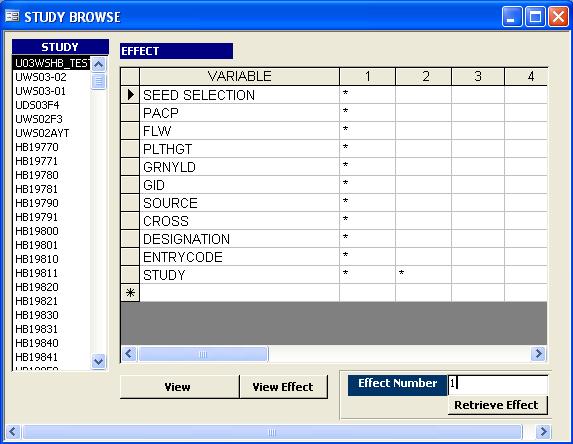 STUDY BROWSE
STUDY
U03WSHB_TEST
UWS03-02
UWS03-01
UDS03F4
UWS02F3
UWS02AYT
HB19770
HB19771
HB19780
HB19781
HB19790
HB19791
HB19800
HB19801
HB19810
HB19811
HB19820
HB19821
HB19830
HB19831
HB19840
HB19841
EFFECT
VARIABLE 1 2 3 4
SEED SELECTION *
PACP *
FLW *
PLTHGT *
GRNYLD *
GID *
SOURCE *
CROSS *
DESIGNATION *
ENTRYCODE *
STUDY * *
*
View
View Effect
Effect Number 1
Retrieve Effect